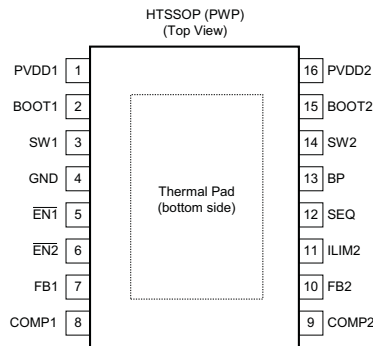 HTSSOP (PWP)
(Top View)
PVDD1 1 16 PVDD2
BOOT1 2 15 BOOT2
SW1 3 14 SW2
GND 4 13 BP
Thermal Pad
(bottom side)
EN1 5 12 SEQ
EN2 6 11 ILIM2
FB1 7 10 FB2
COMP1 8 9 COMP2